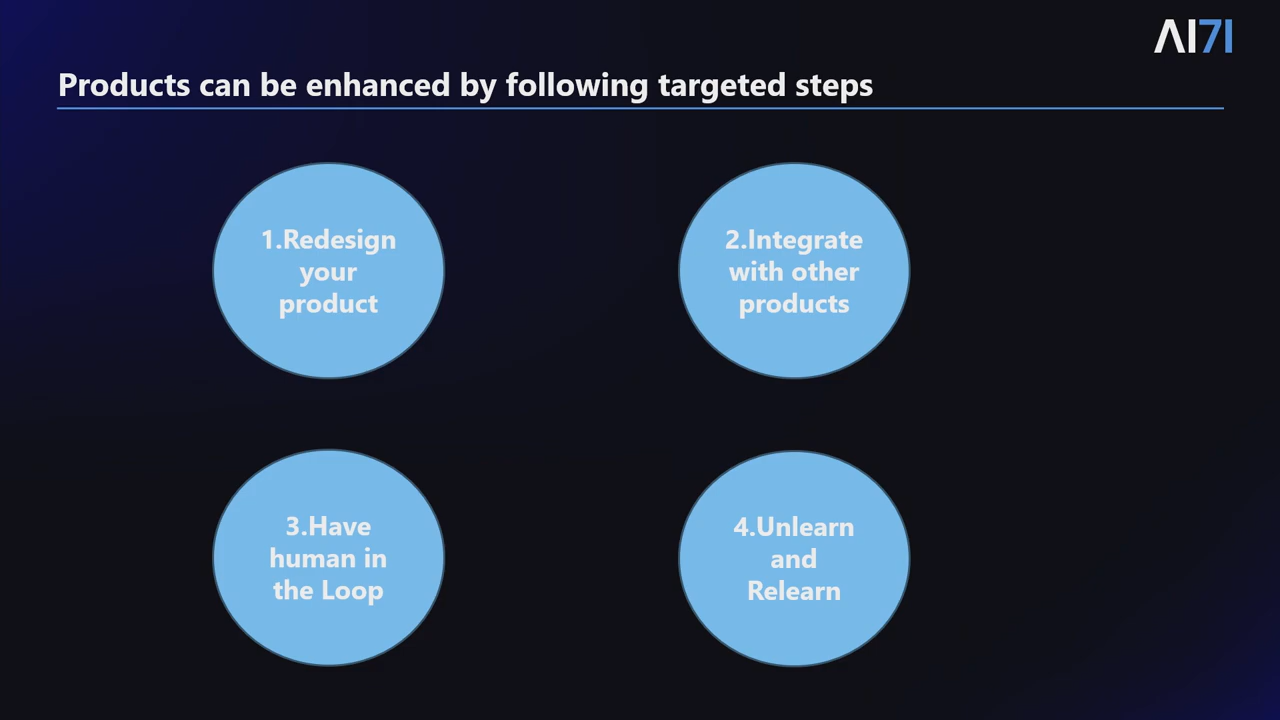 AI71
Products can be enhanced by following targeted steps
1.Redesign
your
product
2.Integrate
with other
products
3.Have
human in
the Loop
4.Unlearn
and
Relearn